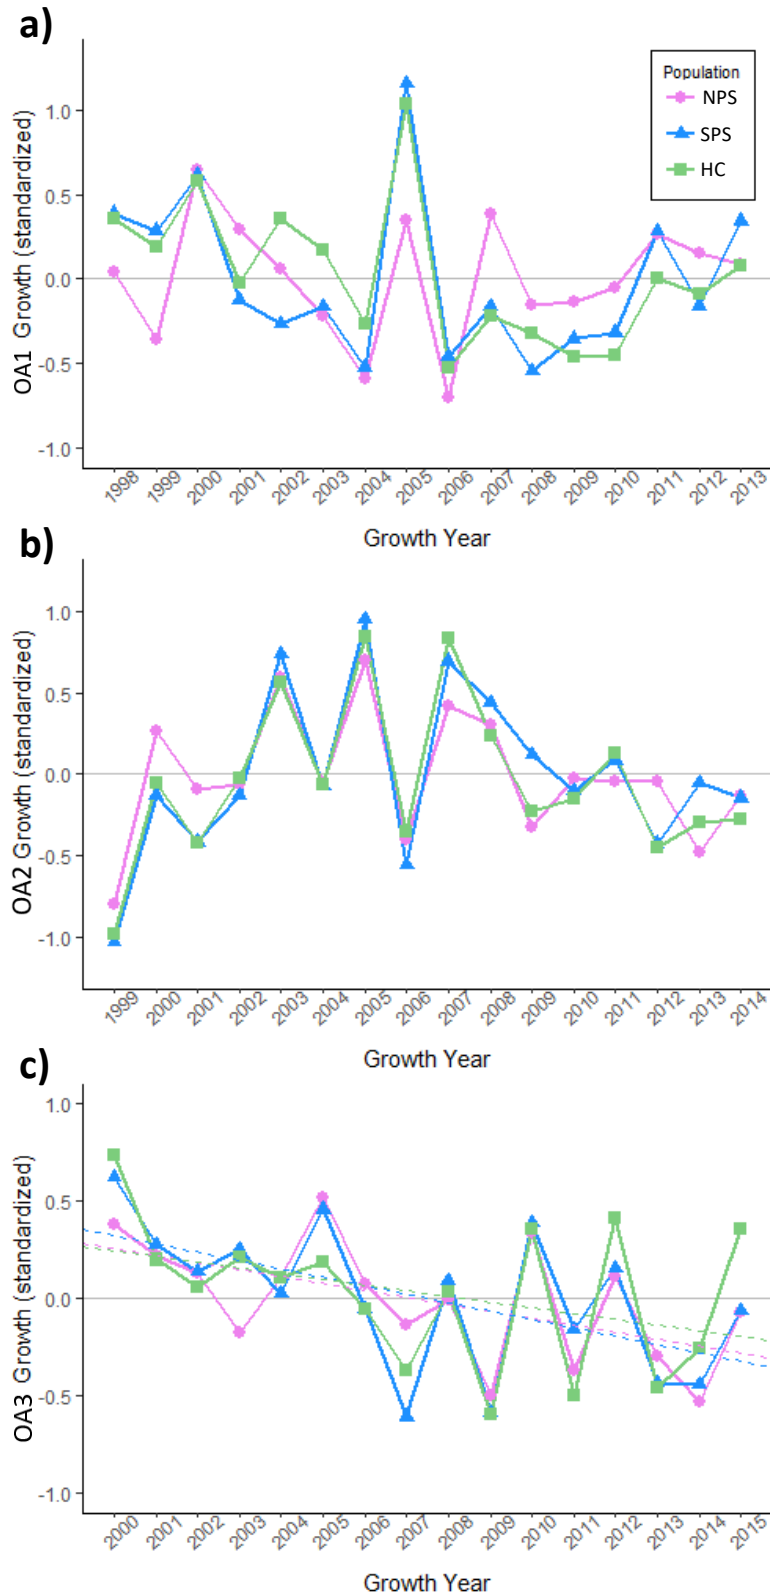 a)
OA1 Growth (standardized)
1.0
0.5
0.0
-0.5
-1.0
Population
NPS
SPS
HC
1998 1999 2000 2001 2002 2003 2004 2005 2006 2007 2008 2009 2010 2011 2012 2013
Growth Year
b)
OA2 Growth (standardized)
1.0
0.5
0.0
-0.5
-1.0
1999 2000 2001 2002 2003 2004 2005 2006 2007 2008 2009 2010 2011 2012 2013 2014
Growth Year
c)
OA3 Growth (standardized)
1.0
0.5
0.0
-0.5
-1.0
2000 2001 2002 2003 2004 2005 2006 2007 2008 2009 2010 2011 2012 2013 2014 2015
Growth Year